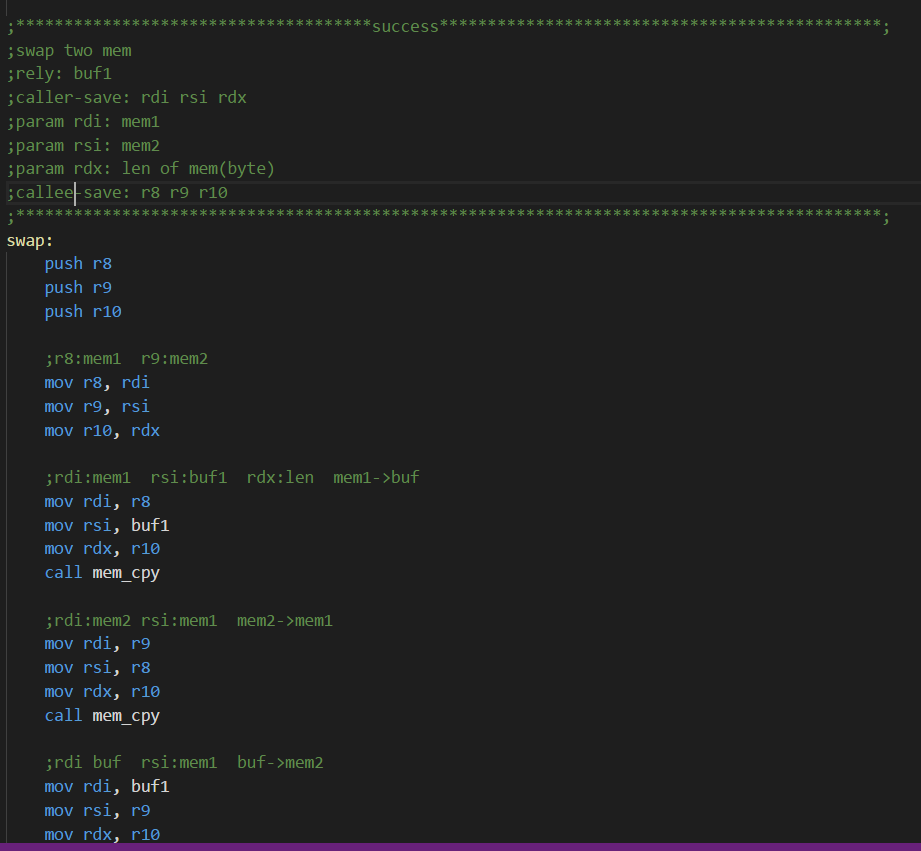 ;*************************************success**********************************************;
;swap two mem
;rely: buf1
;caller-save: rdi rsi rdx
;param rdi: mem1
;param rsi: mem2
;param rdx: len of mem(byte)
;callee-save: r8 r9 r10
;******************************************************************************************;
swap:
    push r8
    push r9
    push r10

    ;r8:mem1  r9:mem2
    mov r8, rdi
    mov r9, rsi
    mov r10, rdx

    ;rdi:mem1  rsi:buf1  rdx:len  mem1->buf
    mov rdi, r8
    mov rsi, buf1
    mov rdx, r10
    call mem_cpy

    ;rdi:mem2 rsi:mem1  mem2->mem1
    mov rdi, r9
    mov rsi, r8
    mov rdx, r10
    call mem_cpy

    ;rdi buf  rsi:mem1  buf->mem2
    mov rdi, buf1
    mov rsi, r9
    mov rdx, r10